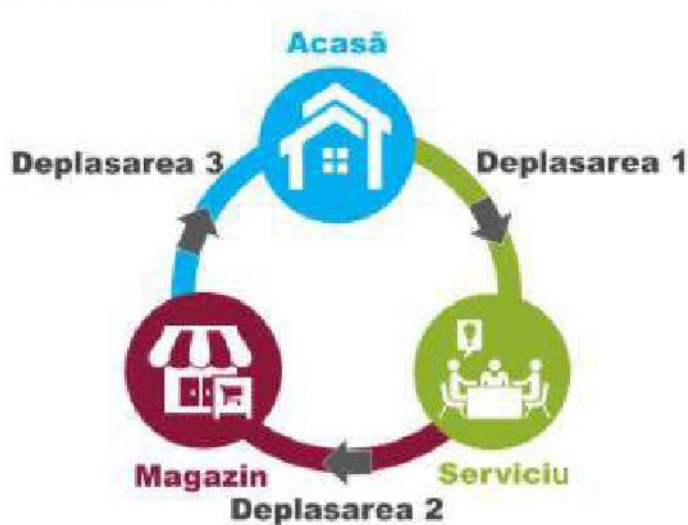 Acasă
Deplasarea 3
Deplasarea 1
Magazin
Serviciu
Deplasarea 2